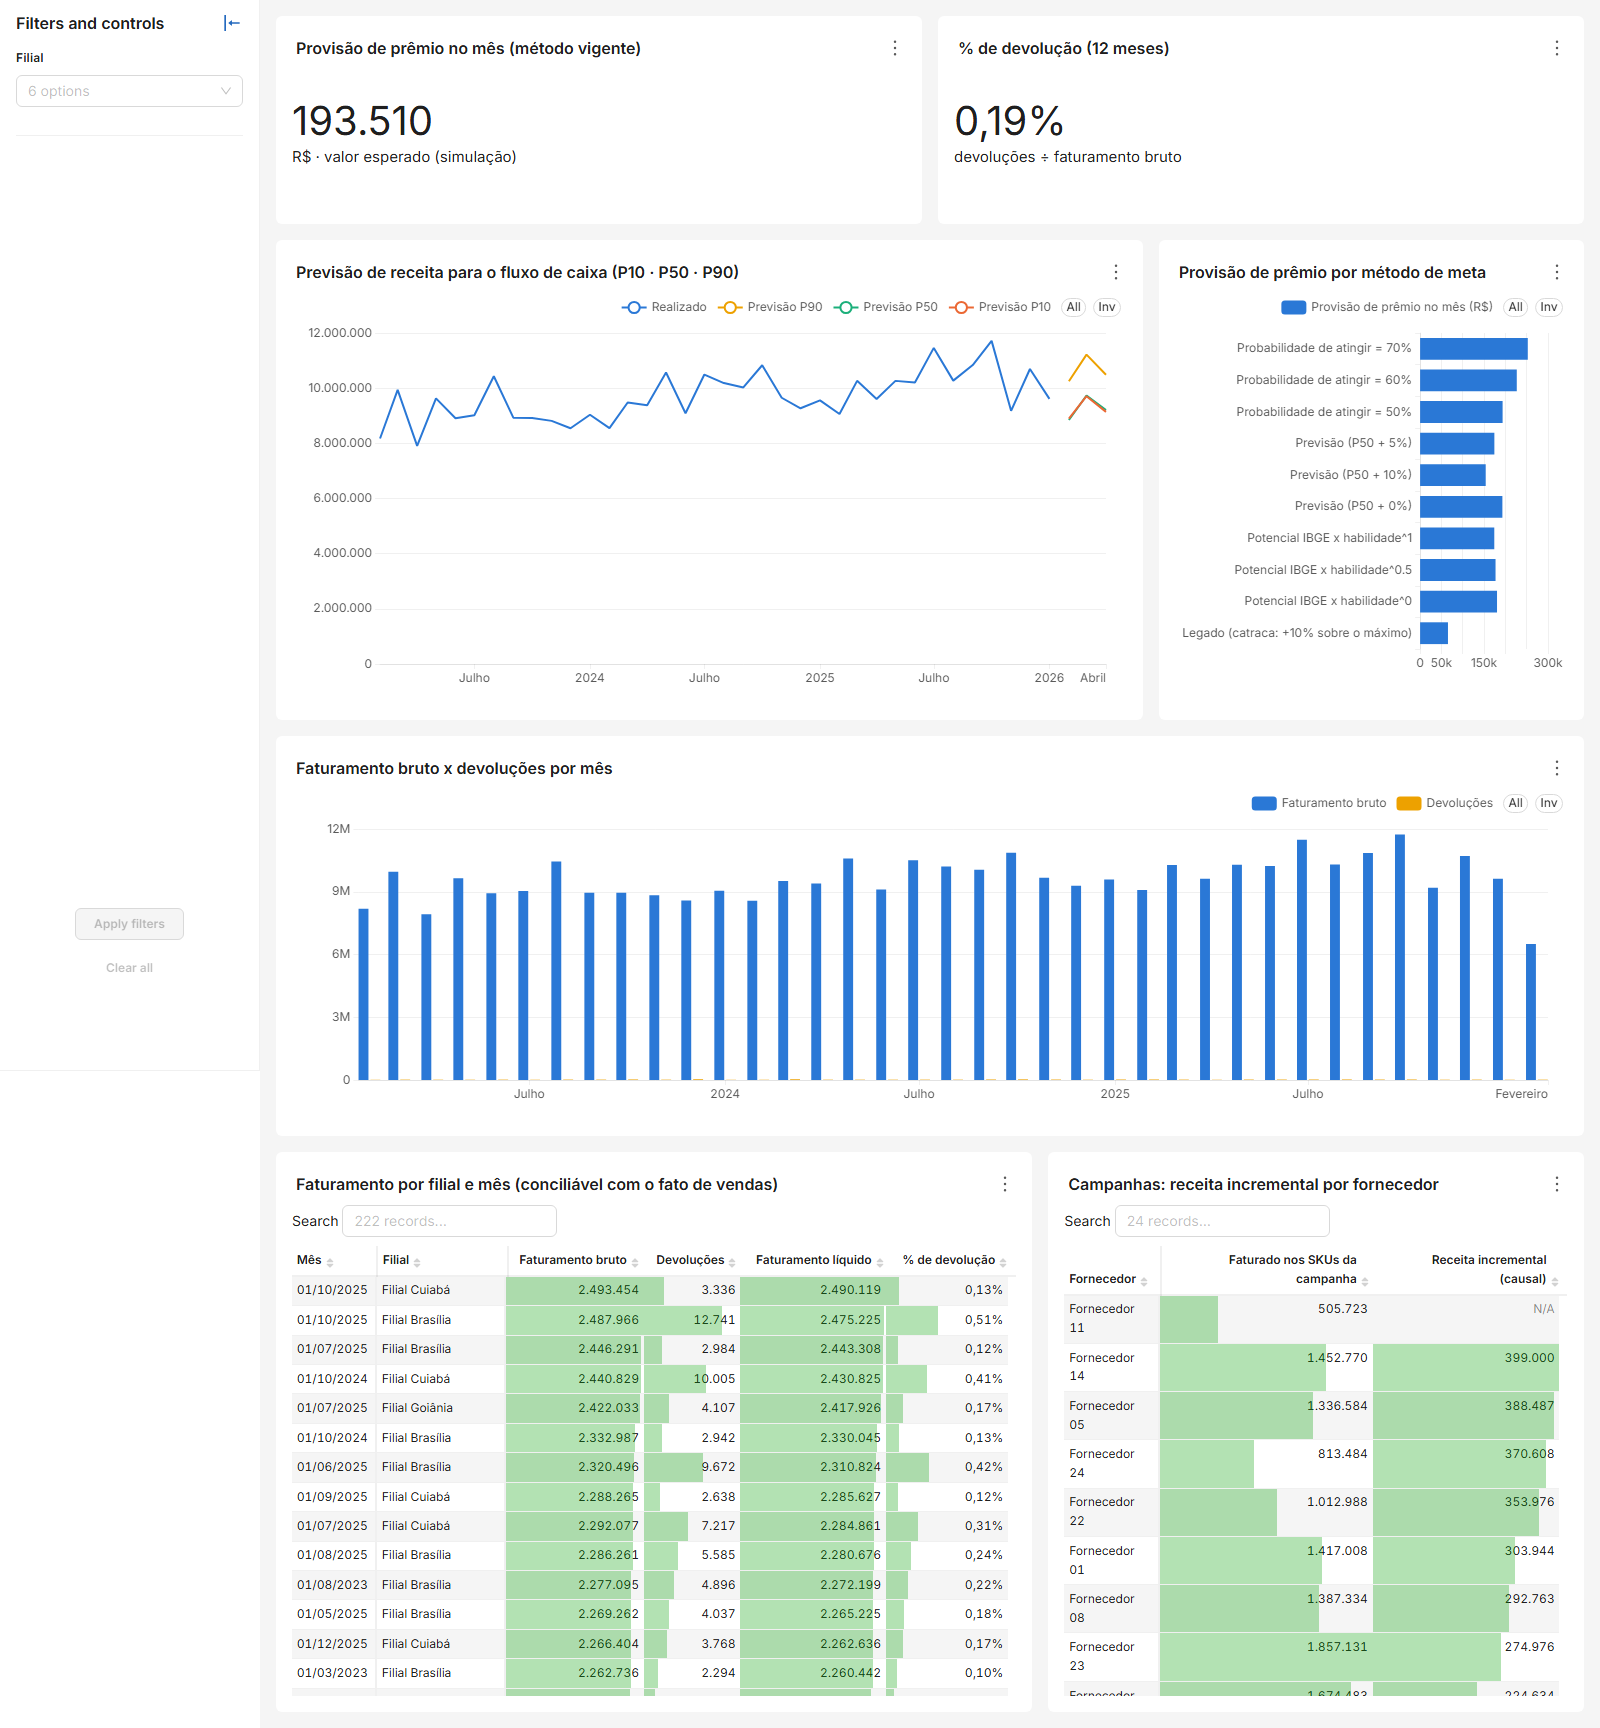 Filters and controls
Filial
6 options
Apply filters
Clear all
Provisão de prêmio no mês (método vigente)
193.510
R$ · valor esperado (simulação)
% de devolução (12 meses)
0,19%
devoluções ÷ faturamento bruto
Previsão de receita para o fluxo de caixa (P10 · P50 · P90)
Realizado Previsão P90 Previsão P50 Previsão P10 All Inv
12.000.000
10.000.000
8.000.000
6.000.000
4.000.000
2.000.000
0
Julho 2024 Julho 2025 Julho 2026 Abril
Provisão de prêmio por método de meta
Provisão de prêmio no mês (R$) All Inv
Probabilidade de atingir = 70%
Probabilidade de atingir = 60%
Probabilidade de atingir = 50%
Previsão (P50 + 5%)
Previsão (P50 + 10%)
Previsão (P50 + 0%)
Potencial IBGE x habilidade^1
Potencial IBGE x habilidade^0.5
Potencial IBGE x habilidade^0
Legado (catraca: +10% sobre o máximo)
0 50k 150k 300k
Faturamento bruto x devoluções por mês
Faturamento bruto Devoluções All Inv
12M
9M
6M
3M
0
Julho 2024 Julho 2025 Julho Fevereiro
Faturamento por filial e mês (conciliável com o fato de vendas)
Search 222 records...
Mês Filial Faturamento bruto Devoluções Faturamento líquido % de devolução
01/10/2025 Filial Cuiabá 2.493.454 3.336 2.490.119 0,13%
01/10/2025 Filial Brasília 2.487.966 12.741 2.475.225 0,51%
01/07/2025 Filial Brasília 2.446.291 2.984 2.443.308 0,12%
01/10/2024 Filial Cuiabá 2.440.829 10.005 2.430.825 0,41%
01/07/2025 Filial Goiânia 2.422.033 4.107 2.417.926 0,17%
01/10/2024 Filial Brasília 2.332.987 2.942 2.330.045 0,13%
01/06/2025 Filial Brasília 2.320.496 9.672 2.310.824 0,42%
01/09/2025 Filial Cuiabá 2.288.265 2.638 2.285.627 0,12%
01/07/2025 Filial Cuiabá 2.292.077 7.217 2.284.861 0,31%
01/08/2025 Filial Brasília 2.286.261 5.585 2.280.676 0,24%
01/08/2023 Filial Brasília 2.277.095 4.896 2.272.199 0,22%
01/05/2025 Filial Brasília 2.269.262 4.037 2.265.225 0,18%
01/12/2025 Filial Cuiabá 2.266.404 3.768 2.262.636 0,17%
01/03/2023 Filial Brasília 2.262.736 2.294 2.260.442 0,10%
Campanhas: receita incremental por fornecedor
Search 24 records...
Faturado nos SKUs da Receita incremental
Fornecedor campanha (causal)
Fornecedor 505.723 N/A
11
Fornecedor 1.452.770 399.000
14
Fornecedor 1.336.584 388.487
05
Fornecedor 813.484 370.608
24
Fornecedor 1.012.988 353.976
22
Fornecedor 1.417.008 303.944
01
Fornecedor 1.387.334 292.763
08
Fornecedor 1.857.131 274.976
23
Fornecedor 1.674.483 224.634